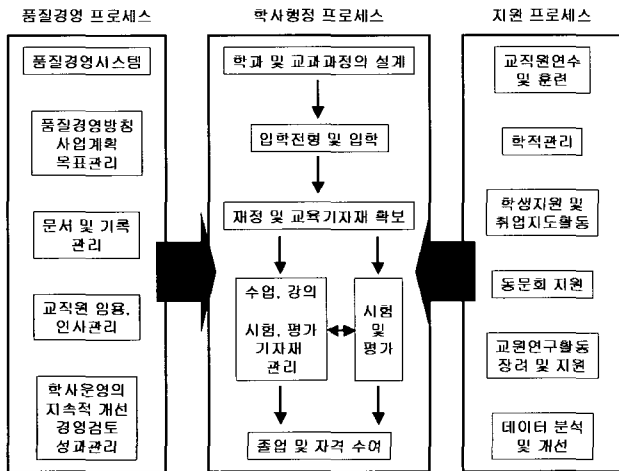 품질경영 프로세스
학사행정 프로세스
지원 프로세스
품질경영시스템
품질경영방침
사업계획
목표관리
문서 및 기록
관리
교직원 임용,
인사관리
학사운영의
지속적 개선
경영검토
성과관리
학과 및 교과과정의 설계
입학전형 및 입학
재정 및 교육기자재 확보
수업, 강의
시험, 평가
기자재
관리
시험
및
평가
졸업 및 자격 수여
교직원연수
및 훈련
학적관리
학생지원 및
취업지도활동
동문회 지원
교원연구활동
장려 및 지원
데이터 분석
및 개선